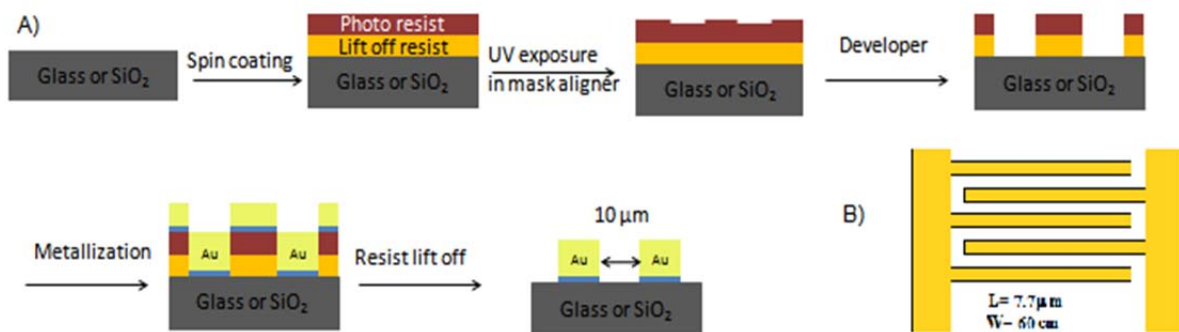 A)
Glass or SiO₂
Spin coating
Photo resist
Lift off resist
Glass or SiO₂
UV exposure
in mask aligner
Glass or SiO₂
Developer
Glass or SiO₂
Metallization
Au Au
Glass or SiO₂
Resist lift off
10 μm
Au Au
Glass or SiO₂
B)
L= 7.7μm
W= 60 cm